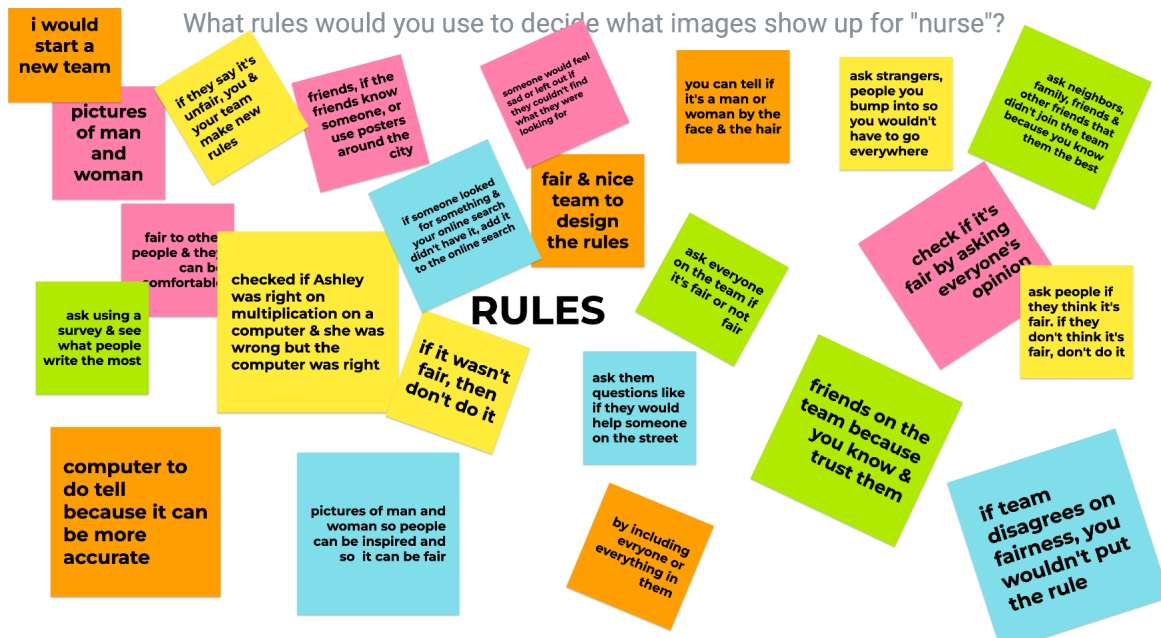 What rules would you use to decide what images show up for "nurse"?
i would
start a
new team
pictures
of man
and
woman
if they say it's
unfair, you &
your team
make new
rules
friends, if the
friends know
someone, or
use posters
around the
city
someone would feel
sad or left out if
they couldn't find
what they were
looking for
you can tell if
it's a man or
woman by the
face & the hair
ask strangers,
people you
bump into so
you wouldn't
have to go
everywhere
ask neighbors,
family, friends &
other friends that
didn't join the team
because you know
them the best
fair to othe
people & they
can be
comfortabl
if someone looked
for something &
your online search
didn't have it, add it
to the online search
fair & nice
team to
design
the rules
ask everyone
on the team if
it's fair or not
fair
check if it's
fair by asking
everyone's
opinion
ask people if
they think it's
fair. if they
don't think it's
fair, don't do it
ask using a
survey & see
what people
write the most
checked if Ashley
was right on
multiplication on a
computer & she was
wrong but the
computer was right
RULES
if it wasn't
fair, then
don't do it
ask them
questions like
if they would
help someone
on the street
friends on the
team because
you know &
trust them
computer to
do tell
because it can
be more
accurate
pictures of man and
woman so people
can be inspired and
so it can be fair
by including
evryone or
everything in
them
if team
disagrees on
fairness, you
wouldn't put
the rule